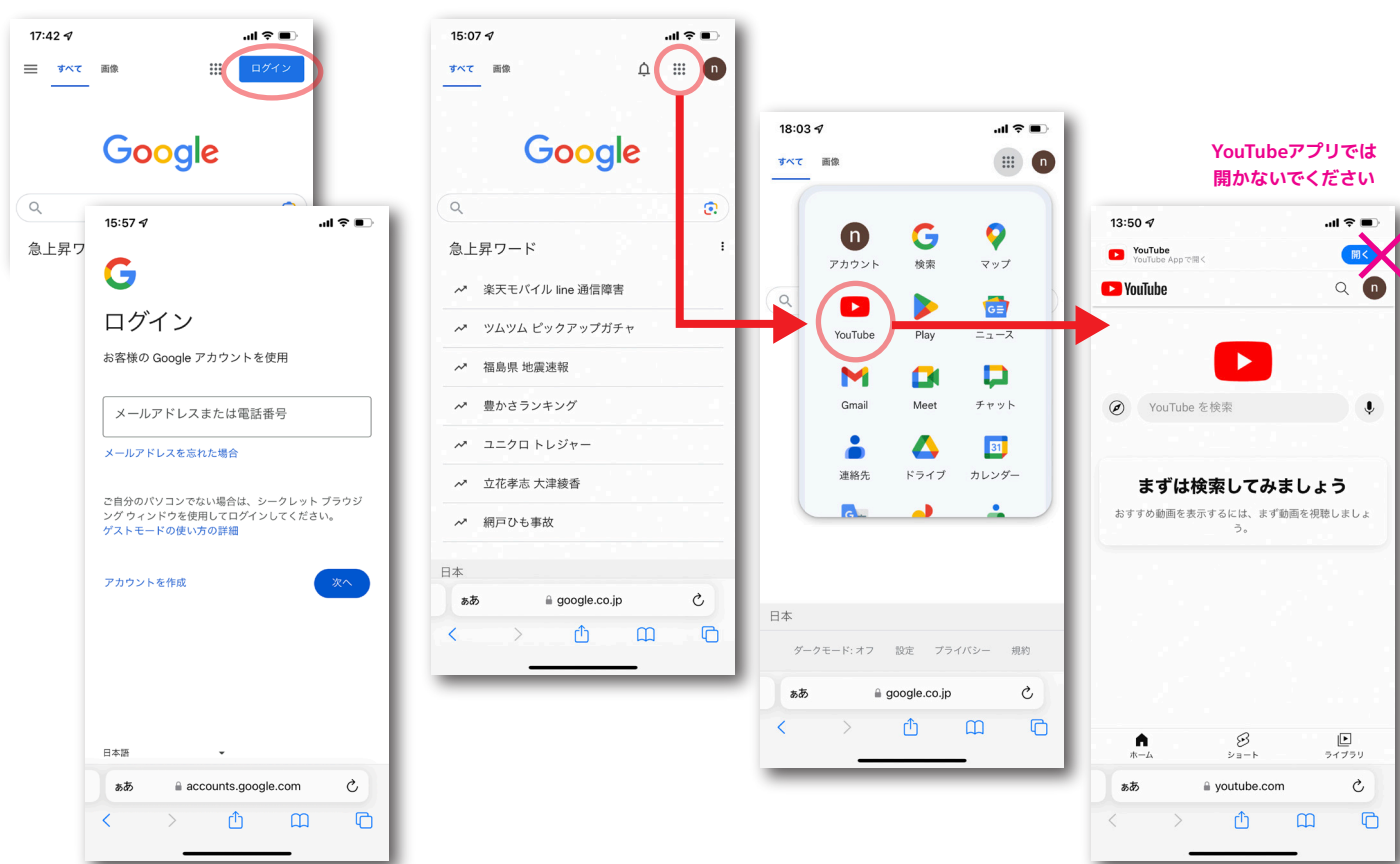 17:42
すべて
画像
ログイン
Google
急上昇ワ
15:57
G
ログイン
お客様の Google アカウントを使用
メールアドレスまたは電話番号
メールアドレスを忘れた場合
ご自分のパソコンでない場合は、シークレット ブラウジ
ング ウィンドウを使用してログインしてください。
ゲストモードの使い方の詳細
アカウントを作成
次へ
日本語
ぁあ
accounts.google.com
15:07
すべて
画像
n
Google
急上昇ワード
楽天モバイル line 通信障害
ツムツム ピックアップガチャ
福島県 地震速報
豊かさランキング
ユニクロ トレジャー
立花孝志 大津綾香
網戸ひも事故
日本
ぁあ
google.co.jp
18:03
すべて
画像
n
n
G
アカウント
検索
マップ
GE
YouTube
Play
ニュース
Gmail
Meet
チャット
31
連絡先
ドライブ
カレンダー
G
日本
ダークモード: オフ
設定
プライバシー
規約
ぁあ
google.co.jp
YouTubeアプリでは
開かないでください
13:50
YouTube
YouTube App で開く
開く
YouTube
n
YouTube を検索
まずは検索してみましょう
おすすめ動画を表示するには、まず動画を視聴しましょ
う。
ホーム
ショート
ライブラリ
ぁあ
youtube.com